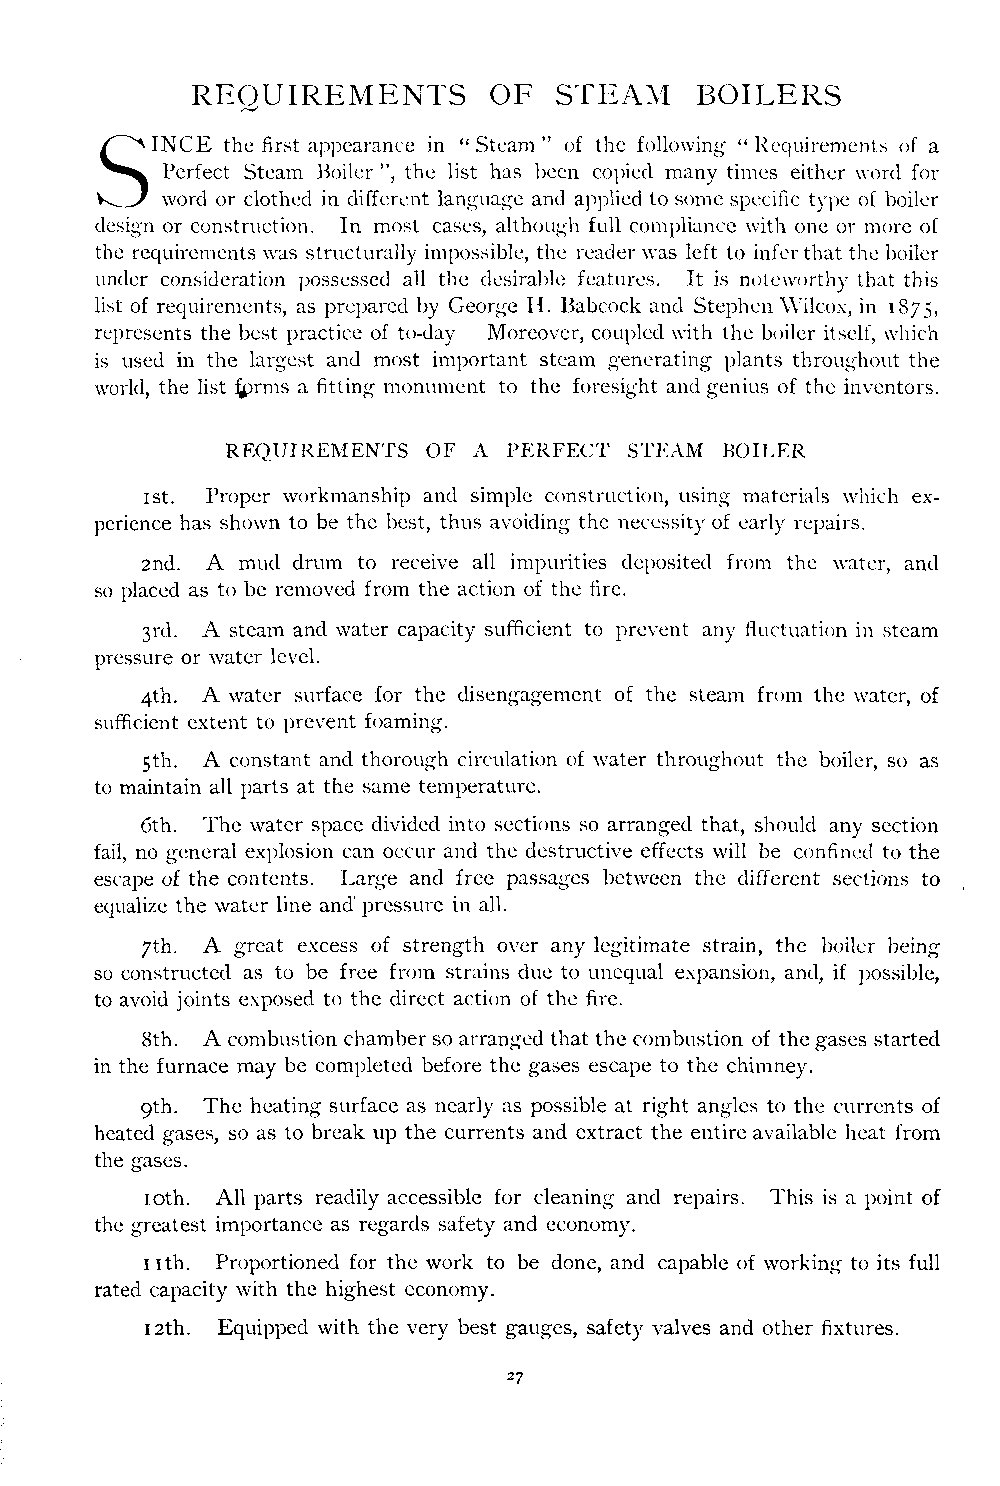 REQUIREMENTS OF STEAM BOILERS
SINCE the first appearance in “Steam” of the following “Requirements of a
Perfect Steam Boiler”, the list has been copied many times either word for
word or clothed in different language and applied to some specific type of boiler
design or construction. In most cases, although full compliance with one or more of
the requirements was structurally impossible, the reader was left to infer that the boiler
under consideration possessed all the desirable features. It is noteworthy that this
list of requirements, as prepared by George H. Babcock and Stephen Wilcox, in 1875,
represents the best practice of to-day Moreover, coupled with the boiler itself, which
is used in the largest and most important steam generating plants throughout the
world, the list forms a fitting monument to the foresight and genius of the inventors.
REQUIREMENTS OF A PERFECT STEAM BOILER
1st. Proper workmanship and simple construction, using materials which ex-
perience has shown to be the best, thus avoiding the necessity of early repairs.
2nd. A mud drum to receive all impurities deposited from the water, and
so placed as to be removed from the action of the fire.
3rd. A steam and water capacity sufficient to prevent any fluctuation in steam
pressure or water level.
4th. A water surface for the disengagement of the steam from the water, of
sufficient extent to prevent foaming.
5th. A constant and thorough circulation of water throughout the boiler, so as
to maintain all parts at the same temperature.
6th. The water space divided into sections so arranged that, should any section
fail, no general explosion can occur and the destructive effects will be confined to the
escape of the contents. Large and free passages between the different sections to
equalize the water line and pressure in all.
7th. A great excess of strength over any legitimate strain, the boiler being
so constructed as to be free from strains due to unequal expansion, and, if possible,
to avoid joints exposed to the direct action of the fire.
8th. A combustion chamber so arranged that the combustion of the gases started
in the furnace may be completed before the gases escape to the chimney.
9th. The heating surface as nearly as possible at right angles to the currents of
heated gases, so as to break up the currents and extract the entire available heat from
the gases.
10th. All parts readily accessible for cleaning and repairs. This is a point of
the greatest importance as regards safety and economy.
11th. Proportioned for the work to be done, and capable of working to its full
rated capacity with the highest economy.
12th. Equipped with the very best gauges, safety valves and other fixtures.
27